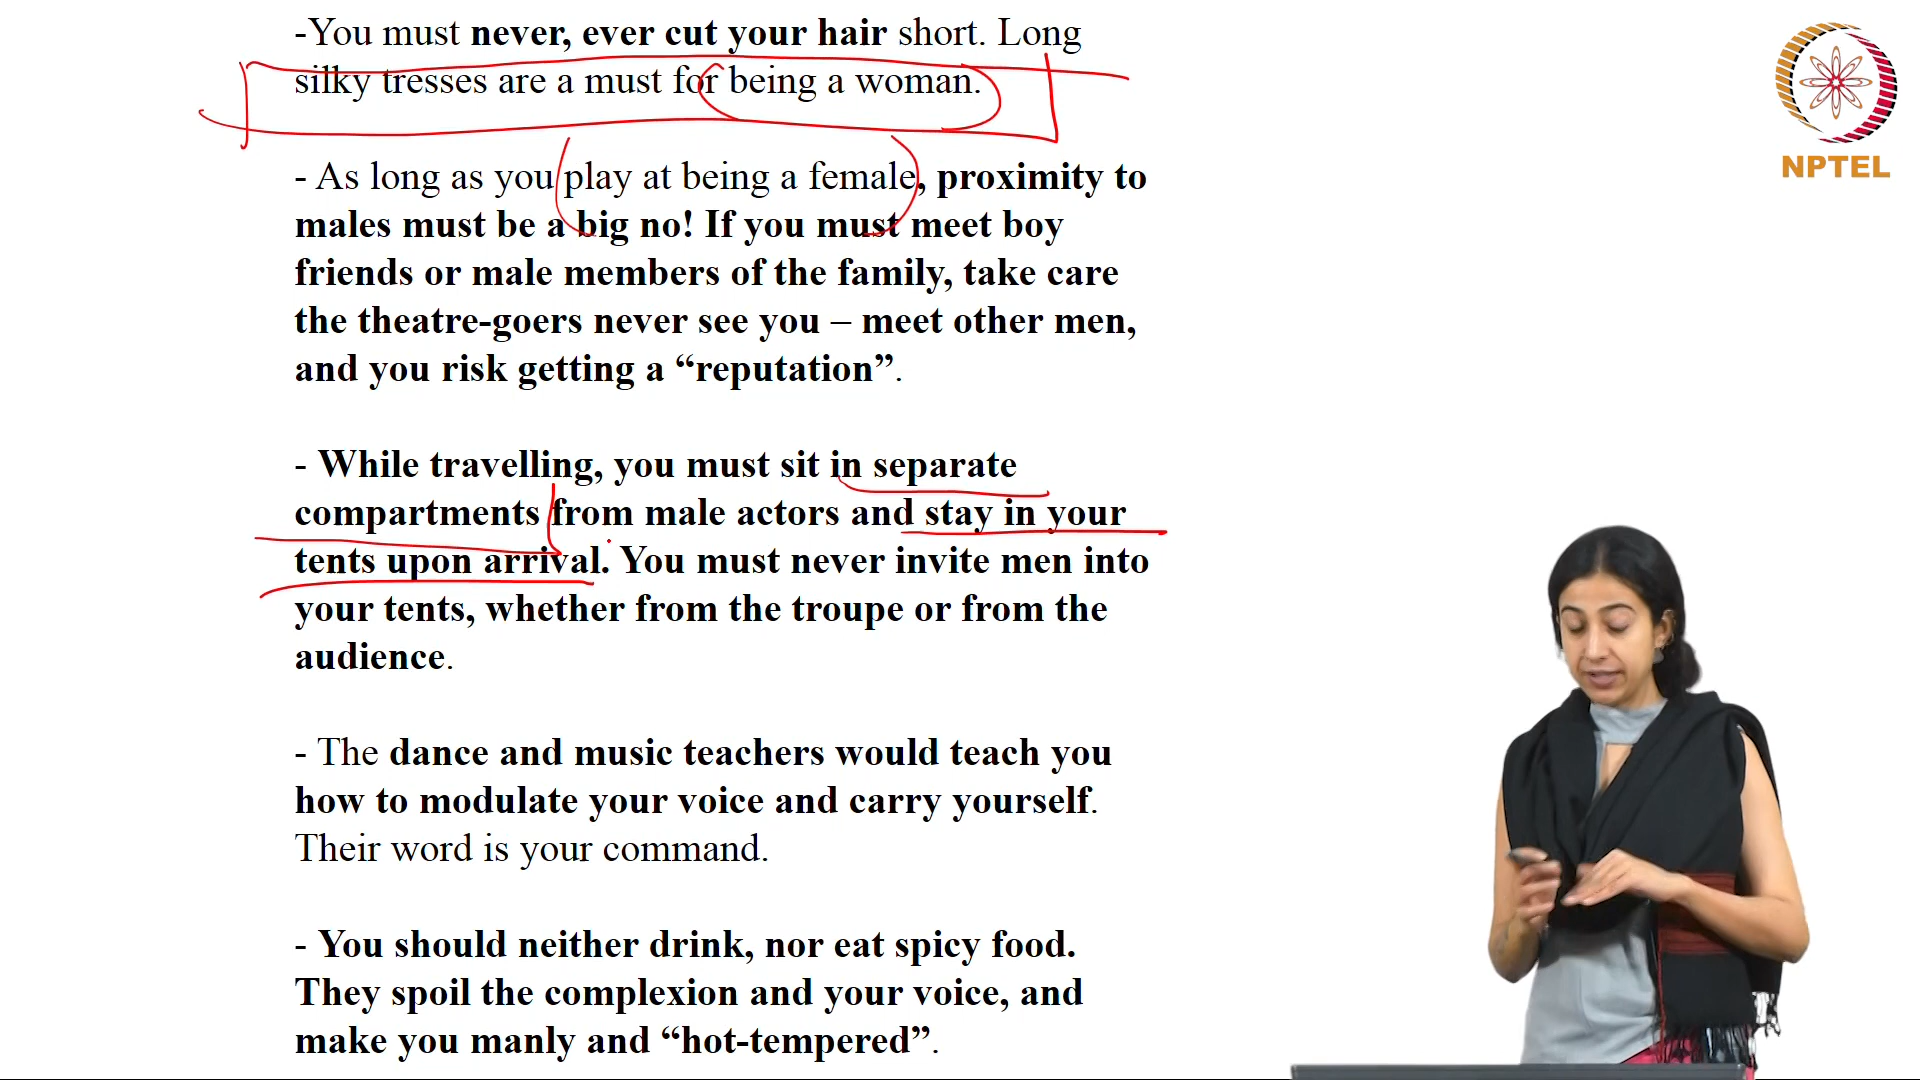 -You must never, ever cut your hair short. Long
silky tresses are a must for being a woman.
- As long as you play at being a female, proximity to
males must be a big no! If you must meet boy
friends or male members of the family, take care
the theatre-goers never see you – meet other men,
and you risk getting a “reputation”.
- While travelling, you must sit in separate
compartments from male actors and stay in your
tents upon arrival. You must never invite men into
your tents, whether from the troupe or from the
audience.
- The dance and music teachers would teach you
how to modulate your voice and carry yourself.
Their word is your command.
- You should neither drink, nor eat spicy food.
They spoil the complexion and your voice, and
make you manly and “hot-tempered”.
NPTEL